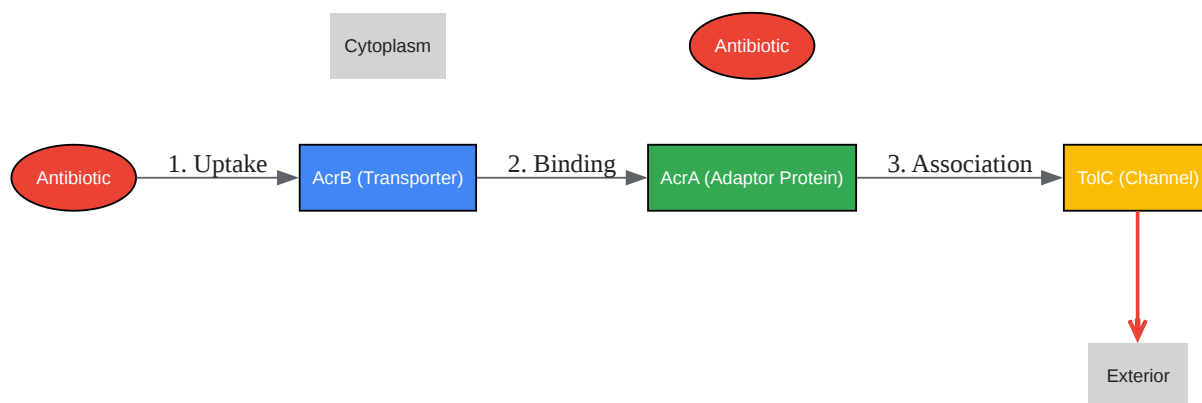 Cytoplasm
Antibiotic
Antibiotic
1. Uptake
AcrB (Transporter)
2. Binding
AcrA (Adaptor Protein)
3. Association
TolC (Channel)
Exterior